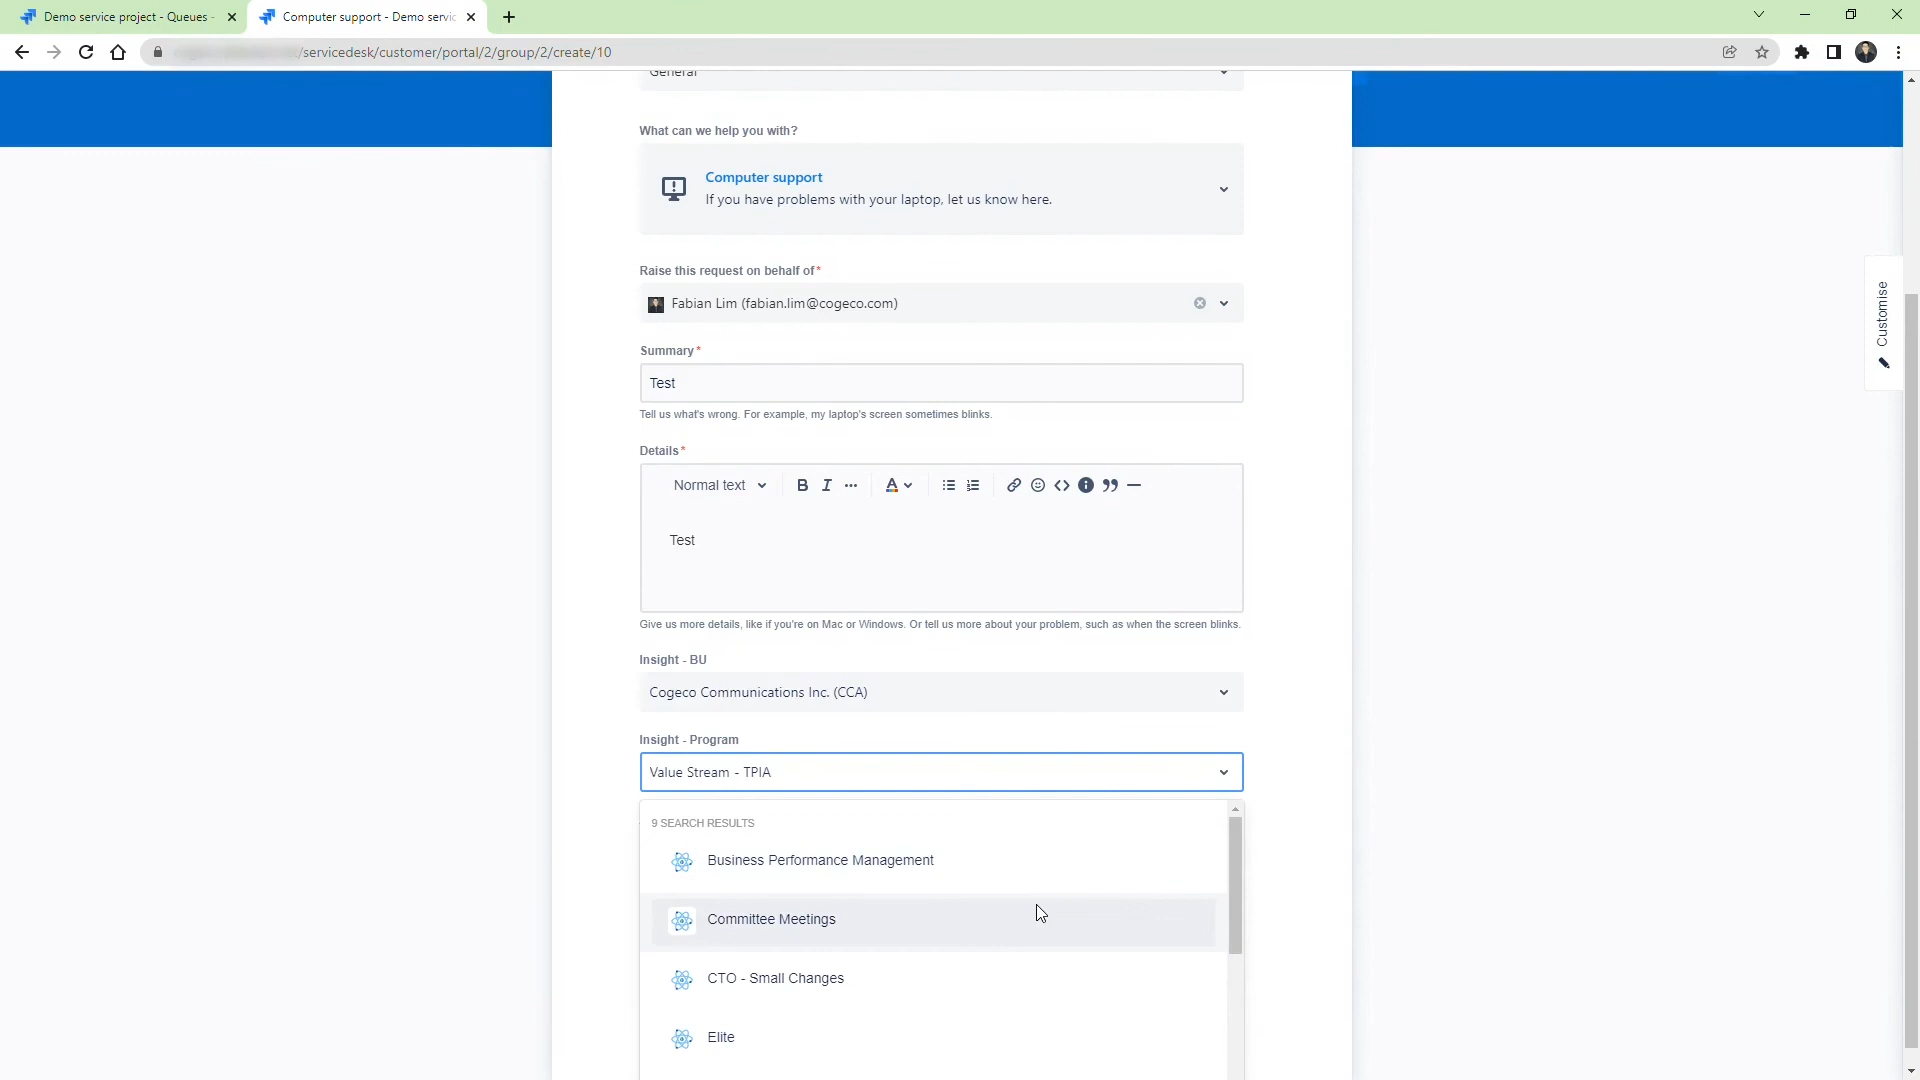 Demo service project - Queues -
Computer support - Demo servic
/servicedesk/customer/portal/2/group/2/create/10
General
What can we help you with?
Computer support
If you have problems with your laptop, let us know here.
Raise this request on behalf of*
Fabian Lim (fabian.lim@cogeco.com)
Summary*
Test
Tell us what's wrong. For example, my laptop's screen sometimes blinks.
Details*
Normal text
Test
Give us more details, like if you're on Mac or Windows. Or tell us more about your problem, such as when the screen blinks.
Insight - BU
Cogeco Communications Inc. (CCA)
Insight - Program
Value Stream - TPIA
9 SEARCH RESULTS
Business Performance Management
Committee Meetings
CTO - Small Changes
Elite
Customise